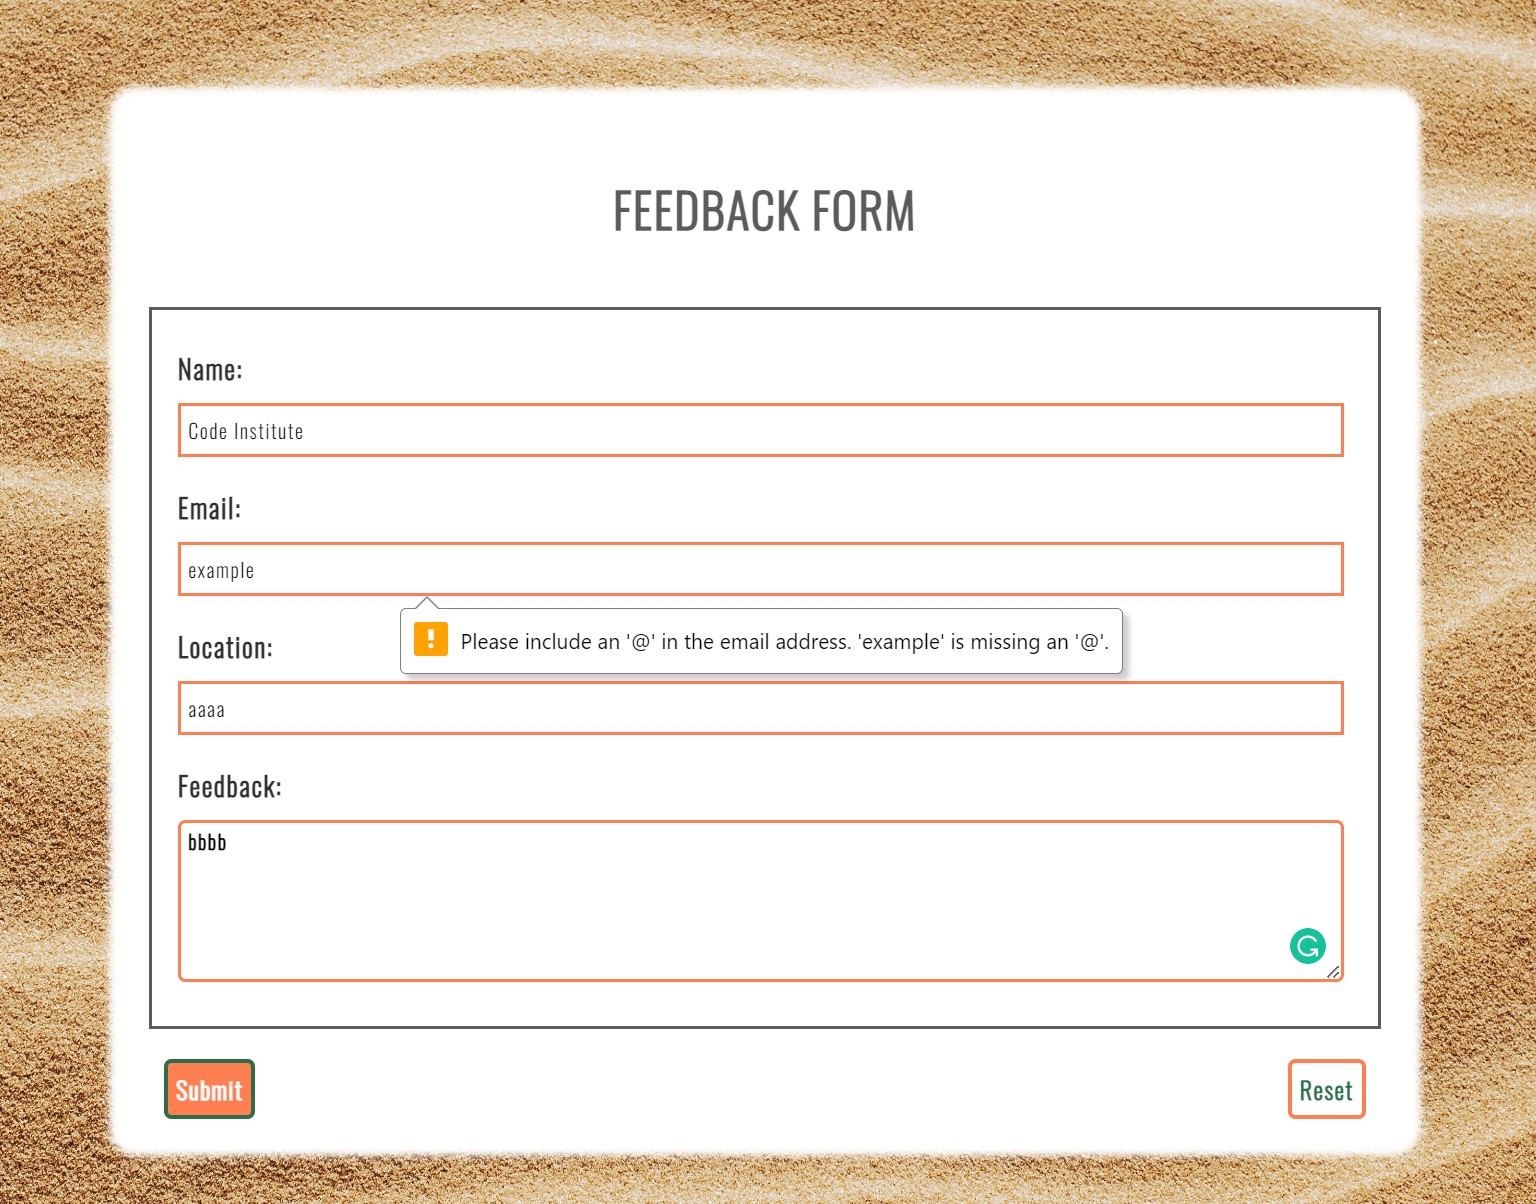 FEEDBACK FORM
Name:
Code Institute
Email:
example
Please include an '@' in the email address. 'example' is missing an '@'.
Location:
aaaa
Feedback:
bbbb
Submit
Reset